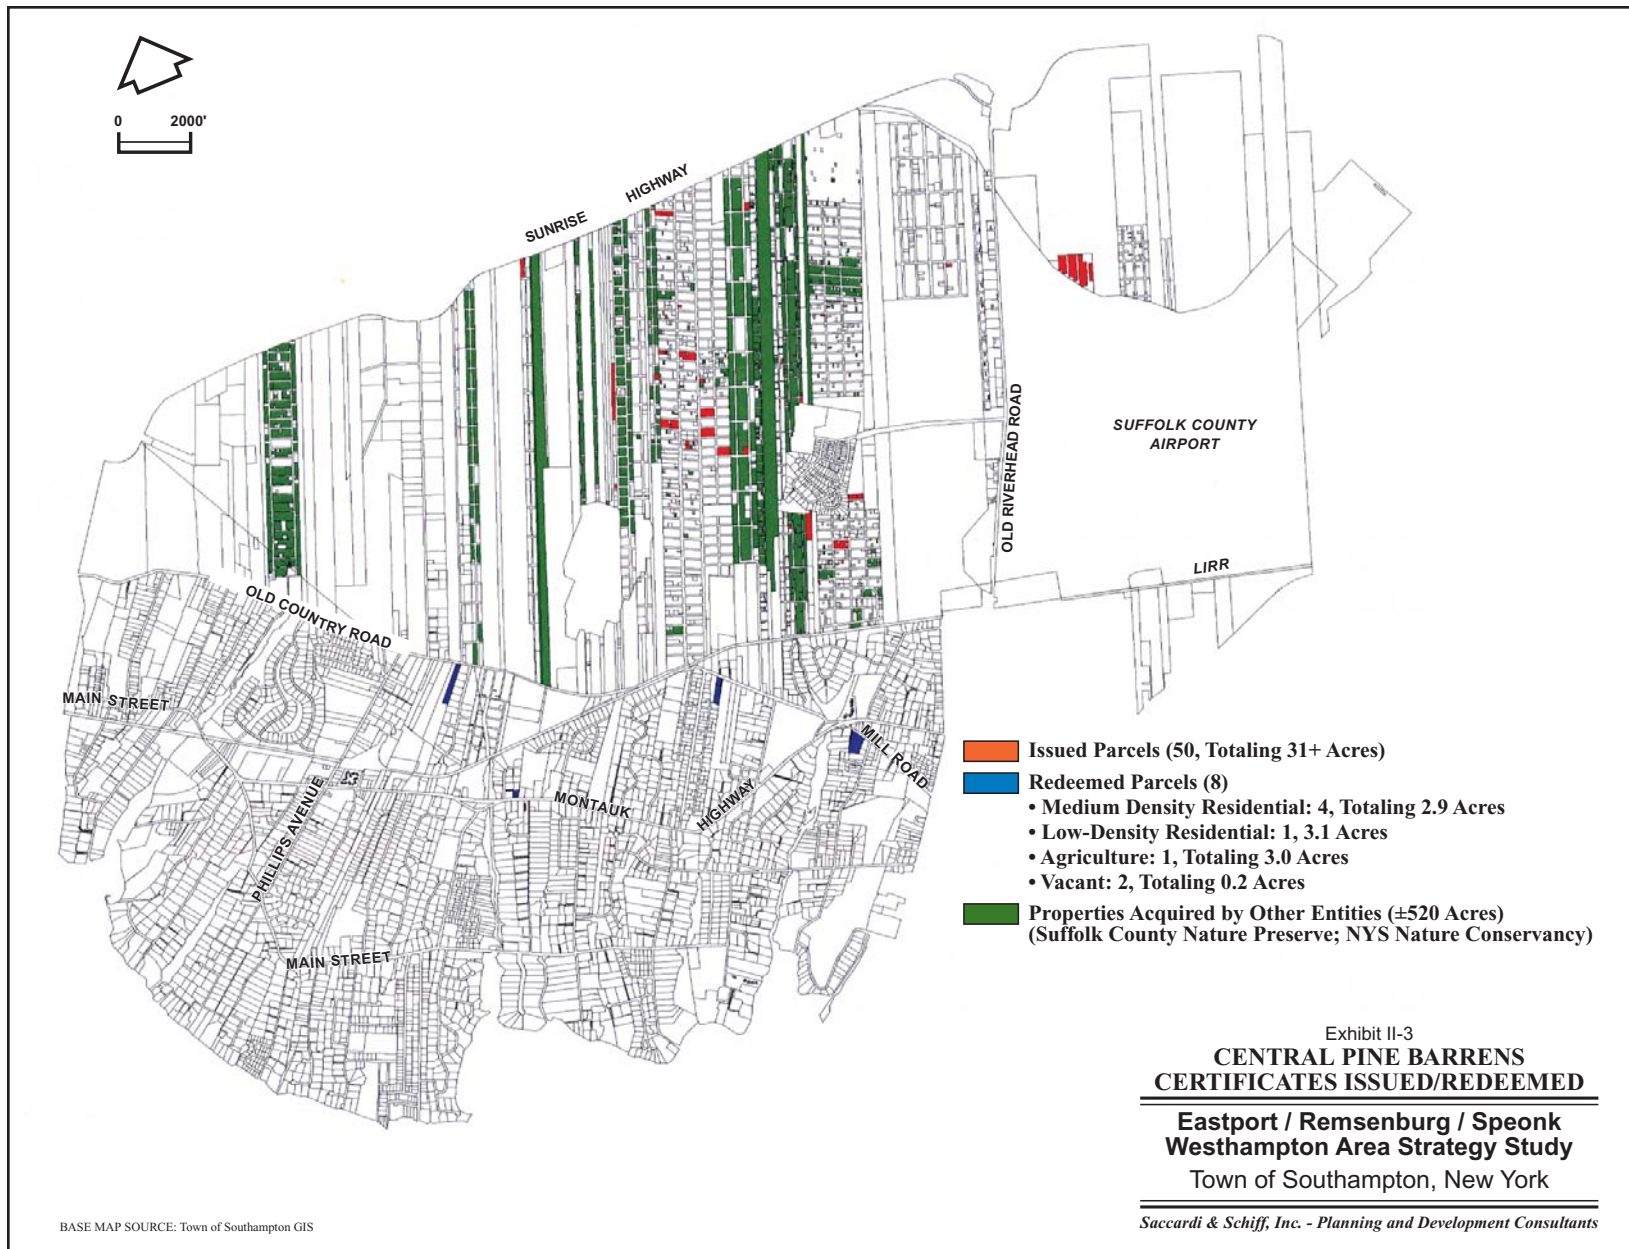 0 2000'
SUNRISE HIGHWAY
SUFFOLK COUNTY
AIRPORT
OLD RIVERHEAD ROAD
LIRR
OLD COUNTRY ROAD
MAIN STREET
PHILLIPS AVENUE
MONTAUK HIGHWAY
MILL ROAD
MAIN STREET
Issued Parcels (50, Totaling 31+ Acres)
Redeemed Parcels (8)
• Medium Density Residential: 4, Totaling 2.9 Acres
• Low-Density Residential: 1, 3.1 Acres
• Agriculture: 1, Totaling 3.0 Acres
• Vacant: 2, Totaling 0.2 Acres
Properties Acquired by Other Entities (±520 Acres)
(Suffolk County Nature Preserve; NYS Nature Conservancy)
Exhibit II-3
CENTRAL PINE BARRENS
CERTIFICATES ISSUED/REDEEMED
Eastport / Remsenburg / Speonk
Westhampton Area Strategy Study
Town of Southampton, New York
Saccardi & Schiff, Inc. - Planning and Development Consultants
BASE MAP SOURCE: Town of Southampton GIS